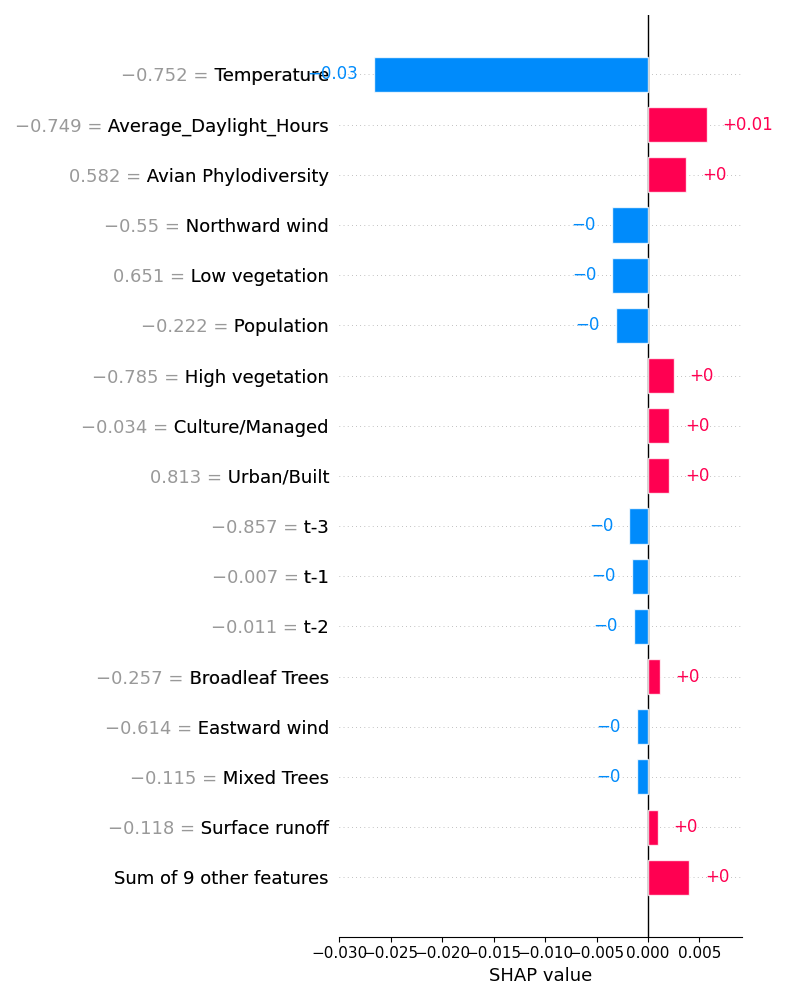 −0.752 = Temperature −0.03
−0.749 = Average_Daylight_Hours +0.01
0.582 = Avian Phylodiversity +0
−0.55 = Northward wind −0
0.651 = Low vegetation −0
−0.222 = Population −0
−0.785 = High vegetation +0
−0.034 = Culture/Managed +0
0.813 = Urban/Built +0
−0.857 = t-3 −0
−0.007 = t-1 −0
−0.011 = t-2 −0
−0.257 = Broadleaf Trees +0
−0.614 = Eastward wind −0
−0.115 = Mixed Trees −0
−0.118 = Surface runoff +0
Sum of 9 other features +0
−0.030 −0.025 −0.020 −0.015 −0.010 −0.005 0.000 0.005
SHAP value